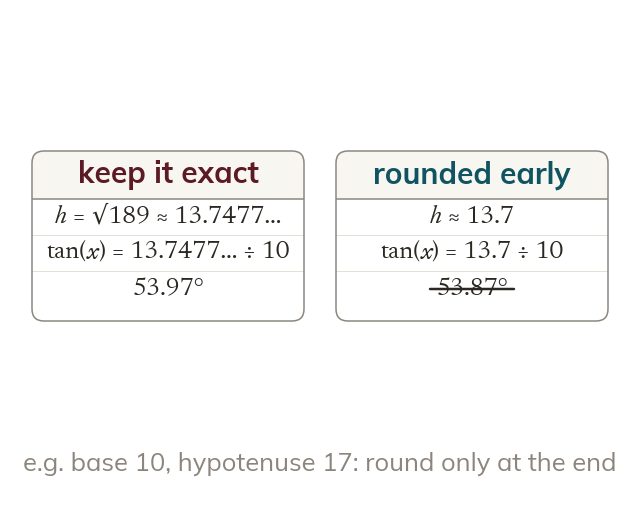 keep it exact
h = √189 ≈ 13.7477...
tan(x) = 13.7477... ÷ 10
53.97°
rounded early
h ≈ 13.7
tan(x) = 13.7 ÷ 10
53.87°
e.g. base 10, hypotenuse 17: round only at the end